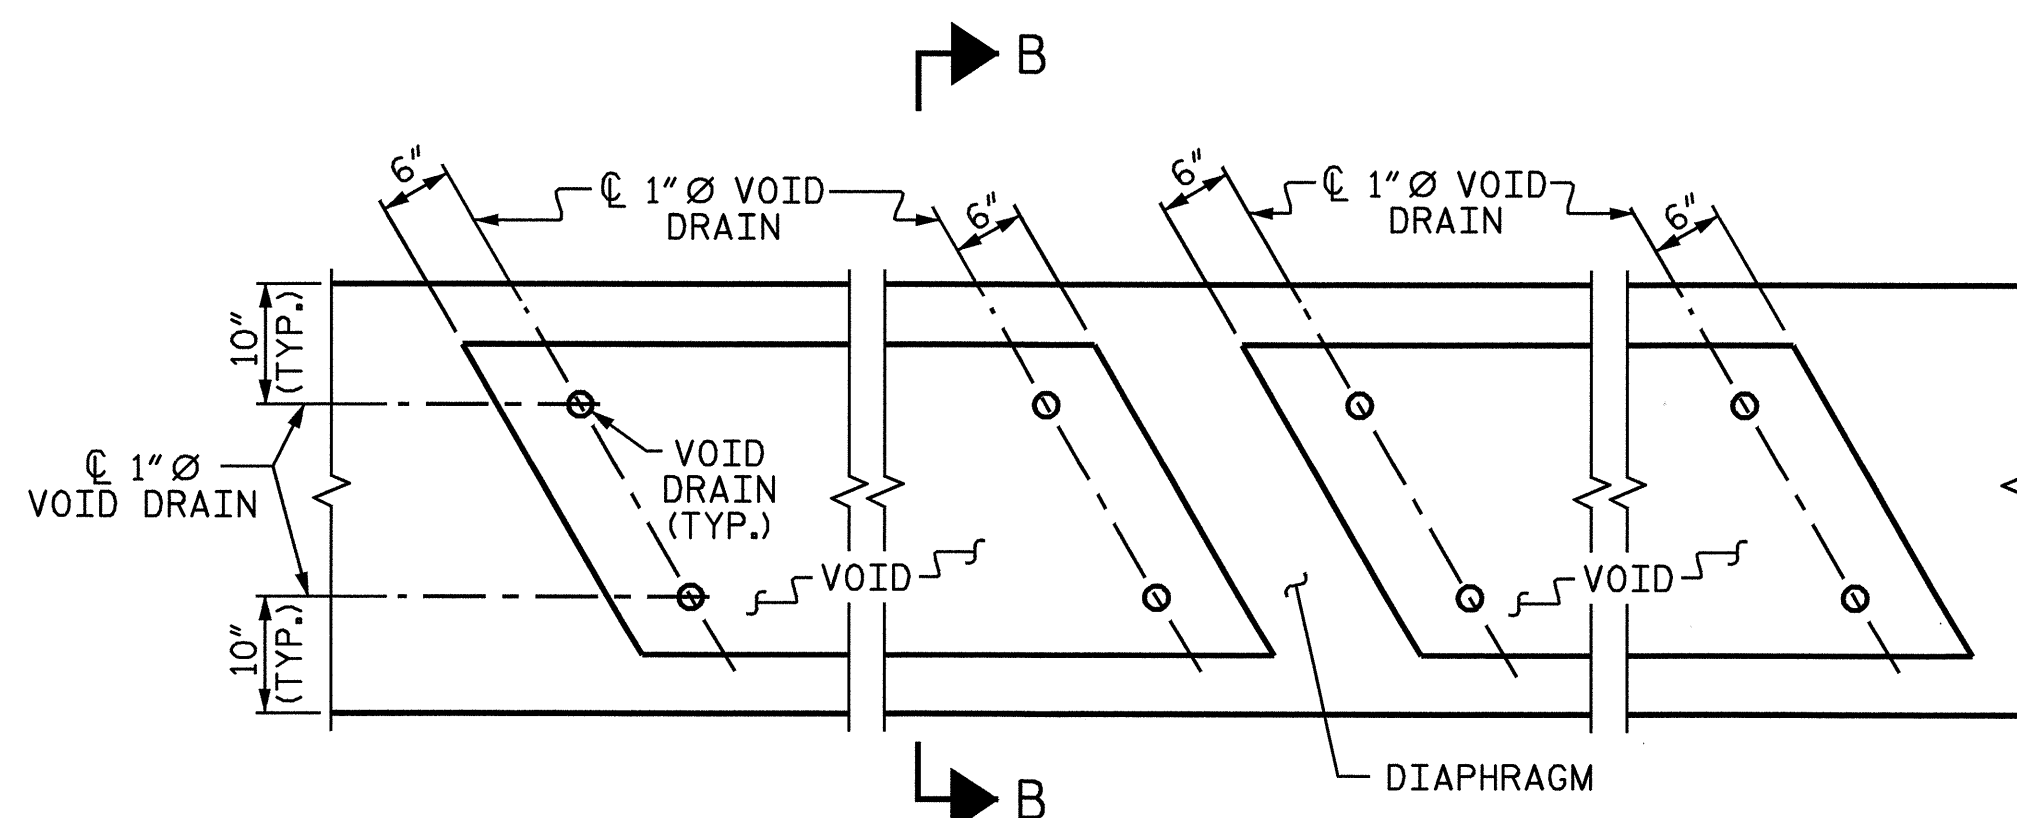 B
6"
℄ 1"Ø VOID
DRAIN
6"
6"
℄ 1"Ø VOID
DRAIN
6"
10"
(TYP.)
℄ 1"Ø
VOID DRAIN
VOID
DRAIN
(TYP.)
VOID
VOID
10"
(TYP.)
DIAPHRAGM
B